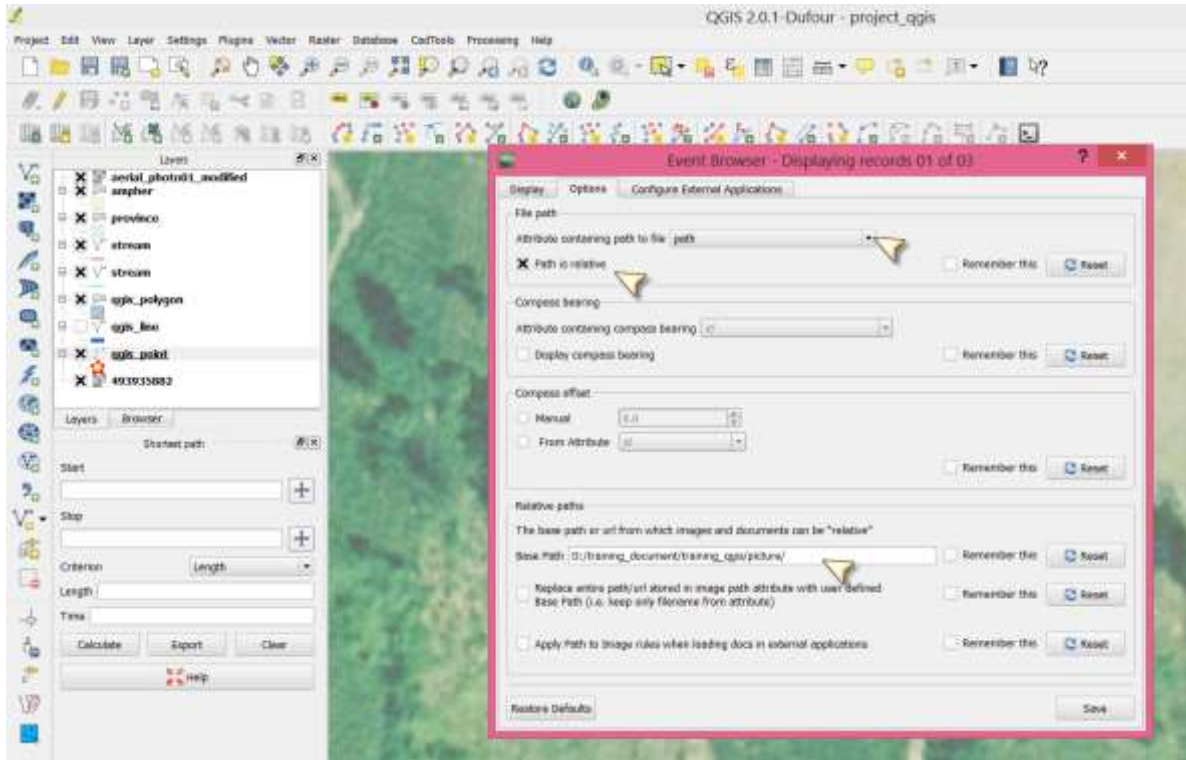 QGIS 2.0.1-Dufour - project_qgis
Project Edit View Layer Settings Plugins Vector Raster Database CadTools Processing Help
Layers
aerial_photo01_modified
ampher
province
stream
stream
qgis_polygon
qgis_line
qgis_point
493935882
Layers Browser
Shortest path
Start
Stop
Criterion Length
Length
Time
Calculate Export Clear
Help
Event Browser - Displaying records 01 of 03
Display Options Configure External Applications
File path
Attribute containing path to file path
Path is relative Remember this Reset
Compass bearing
Attribute containing compass bearing
Display compass bearing Remember this Reset
Compass offset
Manual 0.0
From Attribute id
Remember this Reset
Relative paths
The base path or url from which images and documents can be "relative"
Base Path D:/training_document/training_qgis/picture/ Remember this Reset
Replace entire path/url stored in image path attribute with user defined
Base Path (i.e. keep only filename from attribute) Remember this Reset
Apply Path to Image rules when loading docs in external applications Remember this Reset
Restore Defaults Save